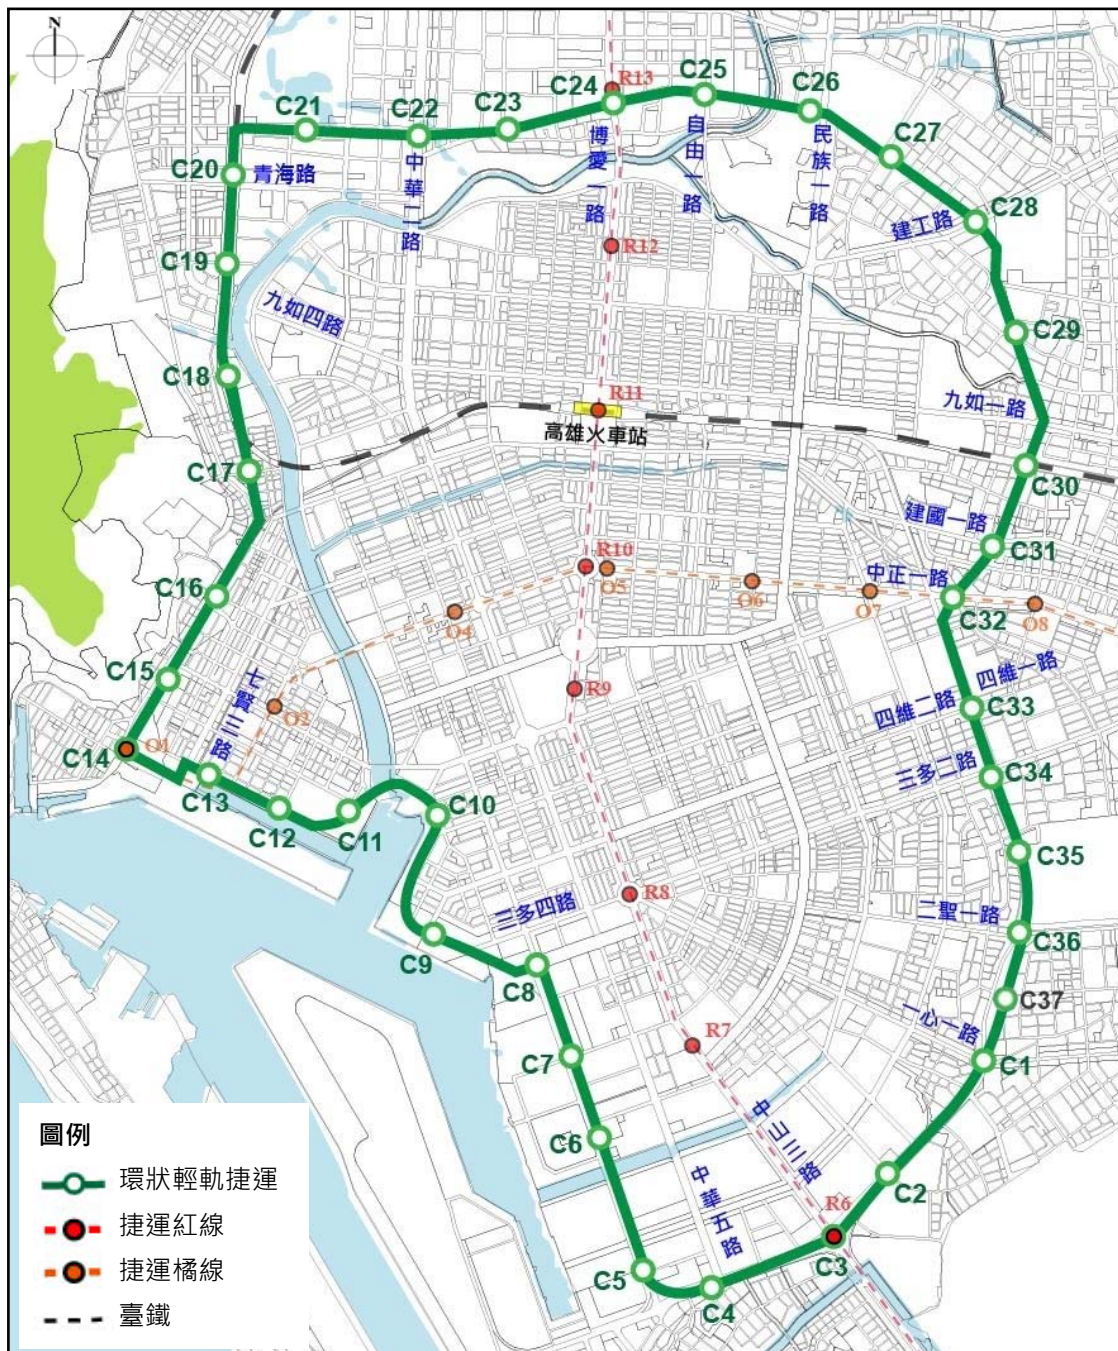 N
R13
C24
C25
C26
C21
C22
C23
C27
C20
青海路
中華二路
博愛一路
自由一路
民族一路
C28
建工路
R12
C19
九如四路
C29
C18
R11
九如一路
高雄火車站
C17
C30
建國一路
C31
R10
O5
中正一路
C16
O6
O7
C32
O8
O4
C15
七賢三路
四維一路
R9
O2
四維二路
C33
C14
O1
三多二路
C34
C13
C12
C11
C10
C35
R8
三多四路
二聖一路
C36
C9
C8
C37
一心一路
R7
C1
C7
中山三路
C6
圖例
環狀輕軌捷運
中華五路
C2
R6
捷運紅線
C3
捷運橘線
C5
C4
臺鐵